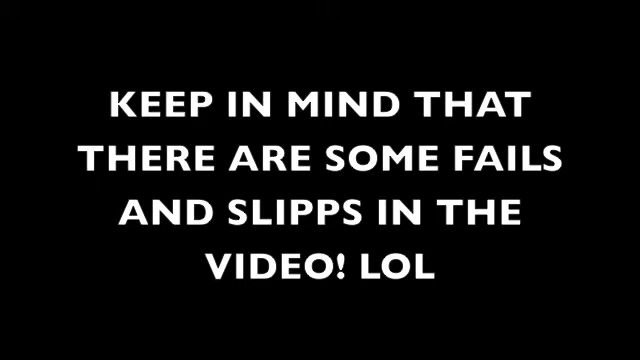 KEEP IN MIND THAT
THERE ARE SOME FAILS
AND SLIPPS IN THE
VIDEO! LOL